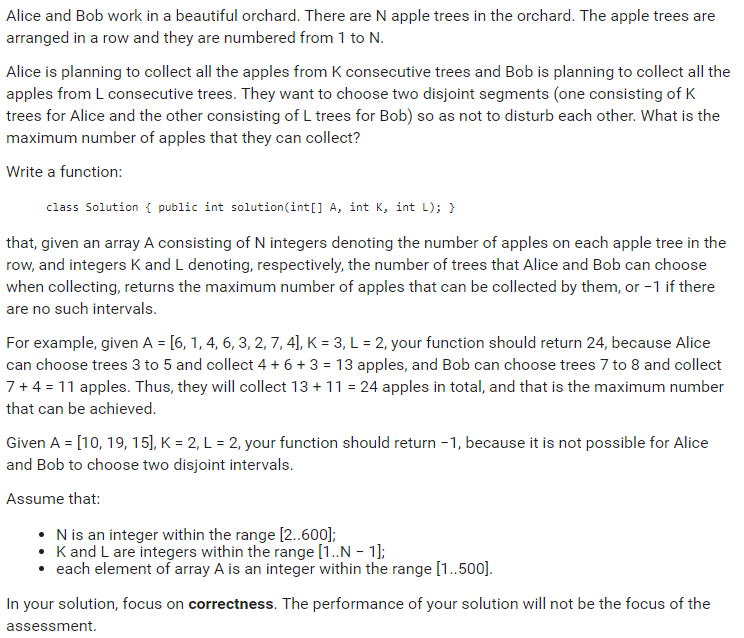 Alice and Bob work in a beautiful orchard. There are N apple trees in the orchard. The apple trees are
arranged in a row and they are numbered from 1 to N.
Alice is planning to collect all the apples from K consecutive trees and Bob is planning to collect all the
apples from L consecutive trees. They want to choose two disjoint segments (one consisting of K
trees for Alice and the other consisting of L trees for Bob) so as not to disturb each other. What is the
maximum number of apples that they can collect?
Write a function:
class Solution { public int solution(int[] A, int K, int L); }
that, given an array A consisting of N integers denoting the number of apples on each apple tree in the
row, and integers K and L denoting, respectively, the number of trees that Alice and Bob can choose
when collecting, returns the maximum number of apples that can be collected by them, or −1 if there
are no such intervals.
For example, given A = [6, 1, 4, 6, 3, 2, 7, 4], K = 3, L = 2, your function should return 24, because Alice
can choose trees 3 to 5 and collect 4 + 6 + 3 = 13 apples, and Bob can choose trees 7 to 8 and collect
7 + 4 = 11 apples. Thus, they will collect 13 + 11 = 24 apples in total, and that is the maximum number
that can be achieved.
Given A = [10, 19, 15], K = 2, L = 2, your function should return −1, because it is not possible for Alice
and Bob to choose two disjoint intervals.
Assume that:
• N is an integer within the range [2..600];
• K and L are integers within the range [1..N − 1];
• each element of array A is an integer within the range [1..500].
In your solution, focus on correctness. The performance of your solution will not be the focus of the
assessment.